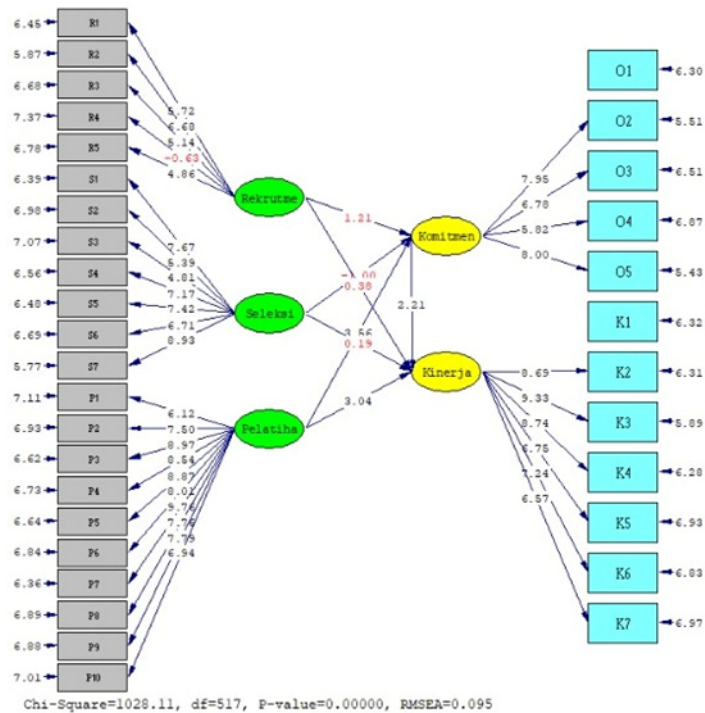 6.45 R1
5.87 R2
6.68 R3
7.37 R4
6.78 R5
6.39 S1
6.98 S2
7.07 S3
6.56 S4
6.48 S5
6.69 S6
5.77 S7
7.11 P1
6.93 P2
6.62 P3
6.73 P4
6.64 P5
6.84 P6
6.36 P7
6.89 P8
6.88 P9
7.01 P10
5.72
6.68
5.14
-0.63
4.86
7.67
5.39
4.81
7.17
7.42
6.71
8.93
6.12
7.50
8.97
8.54
8.87
8.01
9.76
7.76
7.79
6.94
Rekrutme
Seleksi
Pelatiha
1.21
-1.00
0.38
2.21
3.56
0.19
3.04
Komitmen
Kinerja
7.95
6.78
5.82
8.00
8.69
9.33
8.74
6.75
7.24
6.57
O1 6.30
O2 5.51
O3 6.51
O4 6.87
O5 5.43
K1 6.32
K2 6.31
K3 5.89
K4 6.28
K5 6.93
K6 6.83
K7 6.97
Chi-Square=1028.11, df=517, P-value=0.00000, RMSEA=0.095